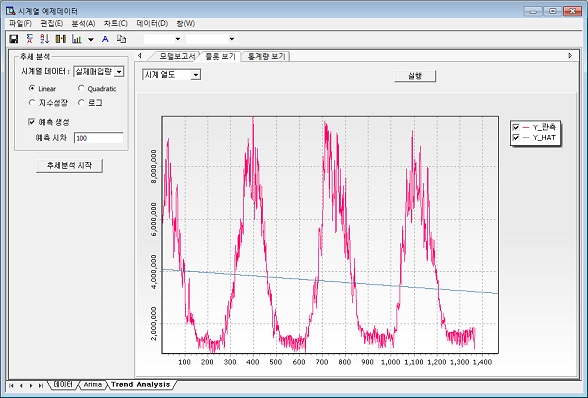 시계열 예제데이터
파일(F) 편집(E) 분석(A) 차트(C) 데이터(D) 창(W)
추세 분석
시계열 데이터 : 실제매입량
Linear Quadratic
지수성장 로그
예측 생성
예측 시차 100
추세분석 시작
모델보고서 플롯 보기 통계량 보기
시계 열도 실행
Y_관측
Y_HAT
8,000,000
6,000,000
4,000,000
2,000,000
100 200 300 400 500 600 700 800 900 1,000 1,100 1,200 1,300 1,400
데이터 Arima Trend Analysis